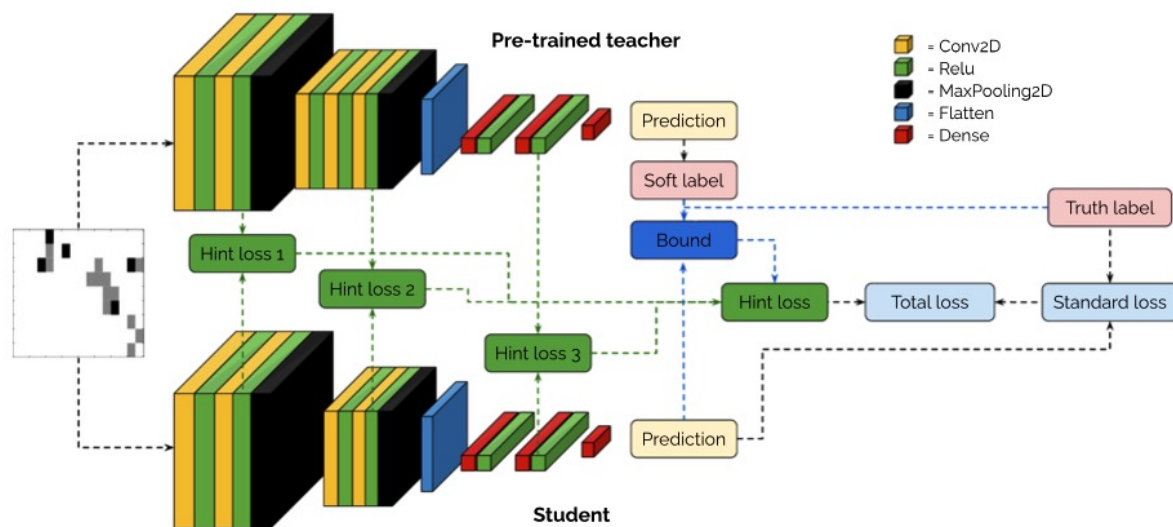 Pre-trained teacher
= Conv2D
= Relu
= MaxPooling2D
= Flatten
= Dense
Prediction
Soft label
Truth label
Bound
Hint loss 1
Hint loss 2
Hint loss
Total loss
Standard loss
Hint loss 3
Prediction
Student